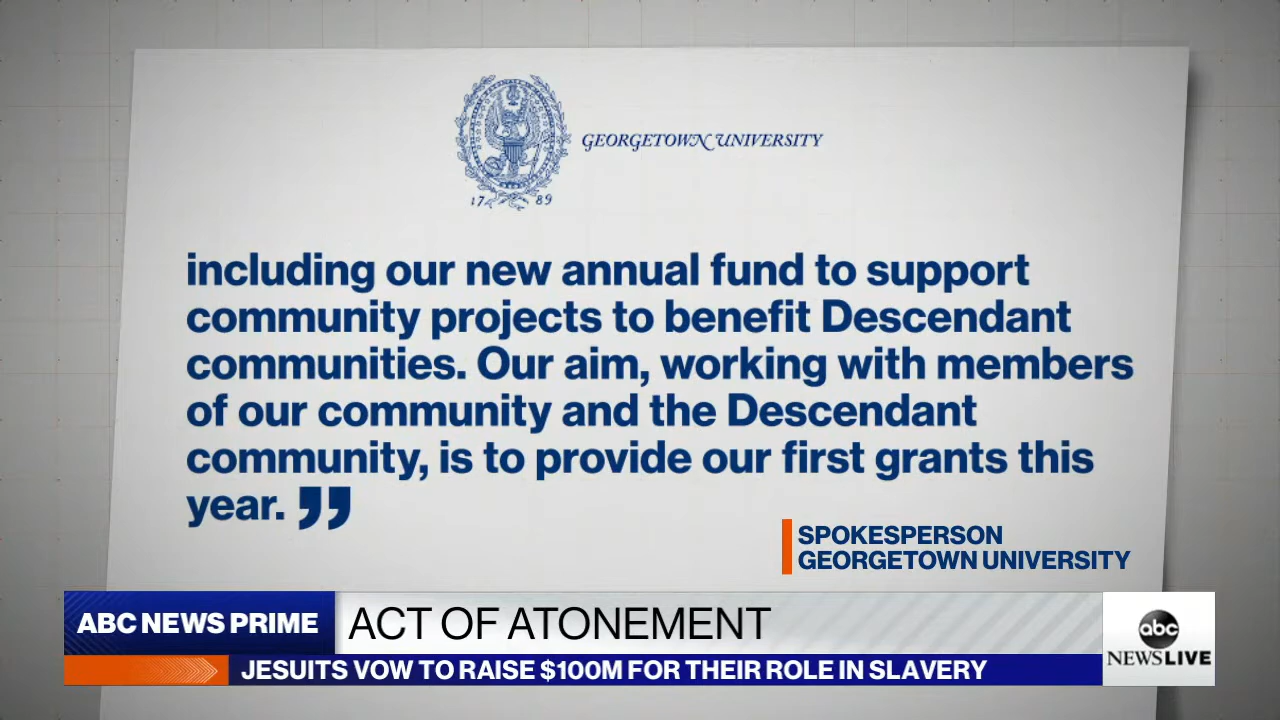 GEORGETOWN UNIVERSITY
17 89
including our new annual fund to support
community projects to benefit Descendant
communities. Our aim, working with members
of our community and the Descendant
community, is to provide our first grants this
year. ”
SPOKESPERSON
GEORGETOWN UNIVERSITY
ABC NEWS PRIME
ACT OF ATONEMENT
JESUITS VOW TO RAISE $100M FOR THEIR ROLE IN SLAVERY
abc
NEWSLIVE